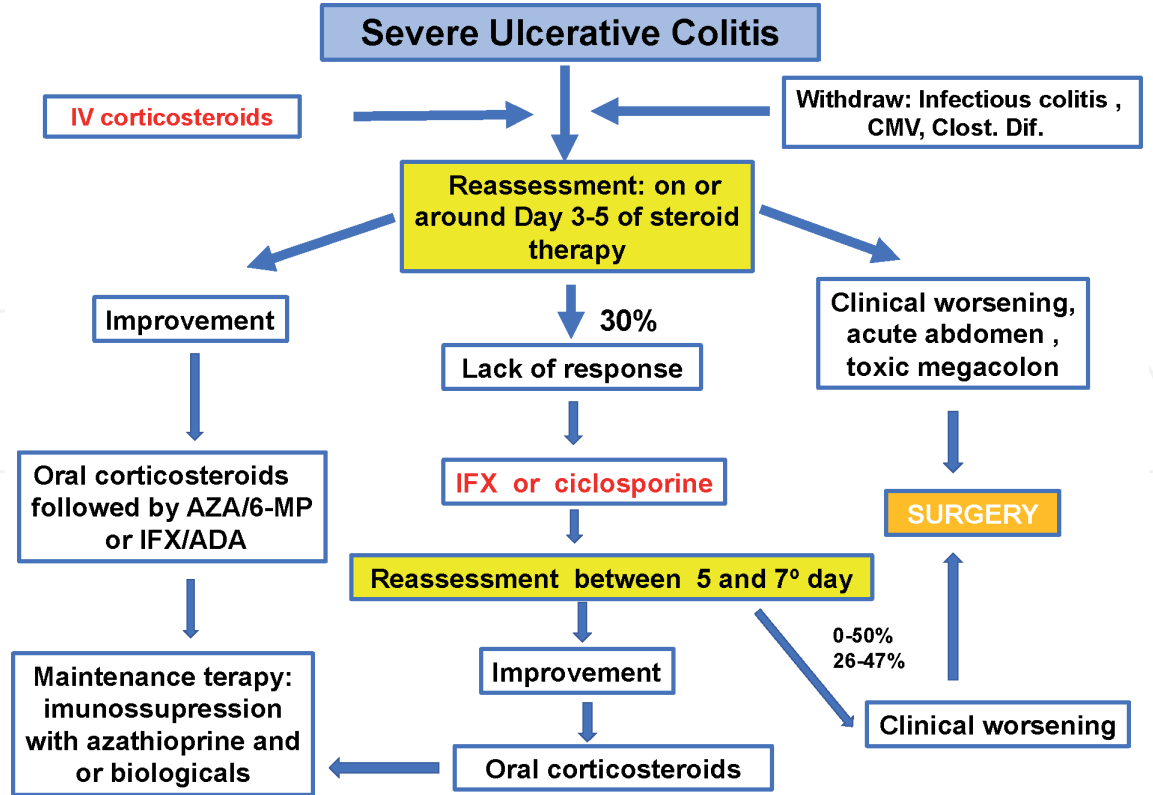 Severe Ulcerative Colitis
IV corticosteroids
Withdraw: Infectious colitis ,
CMV, Clost. Dif.
Reassessment: on or
around Day 3-5 of steroid
therapy
Improvement
30%
Lack of response
Clinical worsening,
acute abdomen ,
toxic megacolon
Oral corticosteroids
followed by AZA/6-MP
or IFX/ADA
IFX or ciclosporine
SURGERY
Reassessment between 5 and 7º day
0-50%
26-47%
Improvement
Clinical worsening
Maintenance terapy:
imunossupression
with azathioprine and
or biologicals
Oral corticosteroids